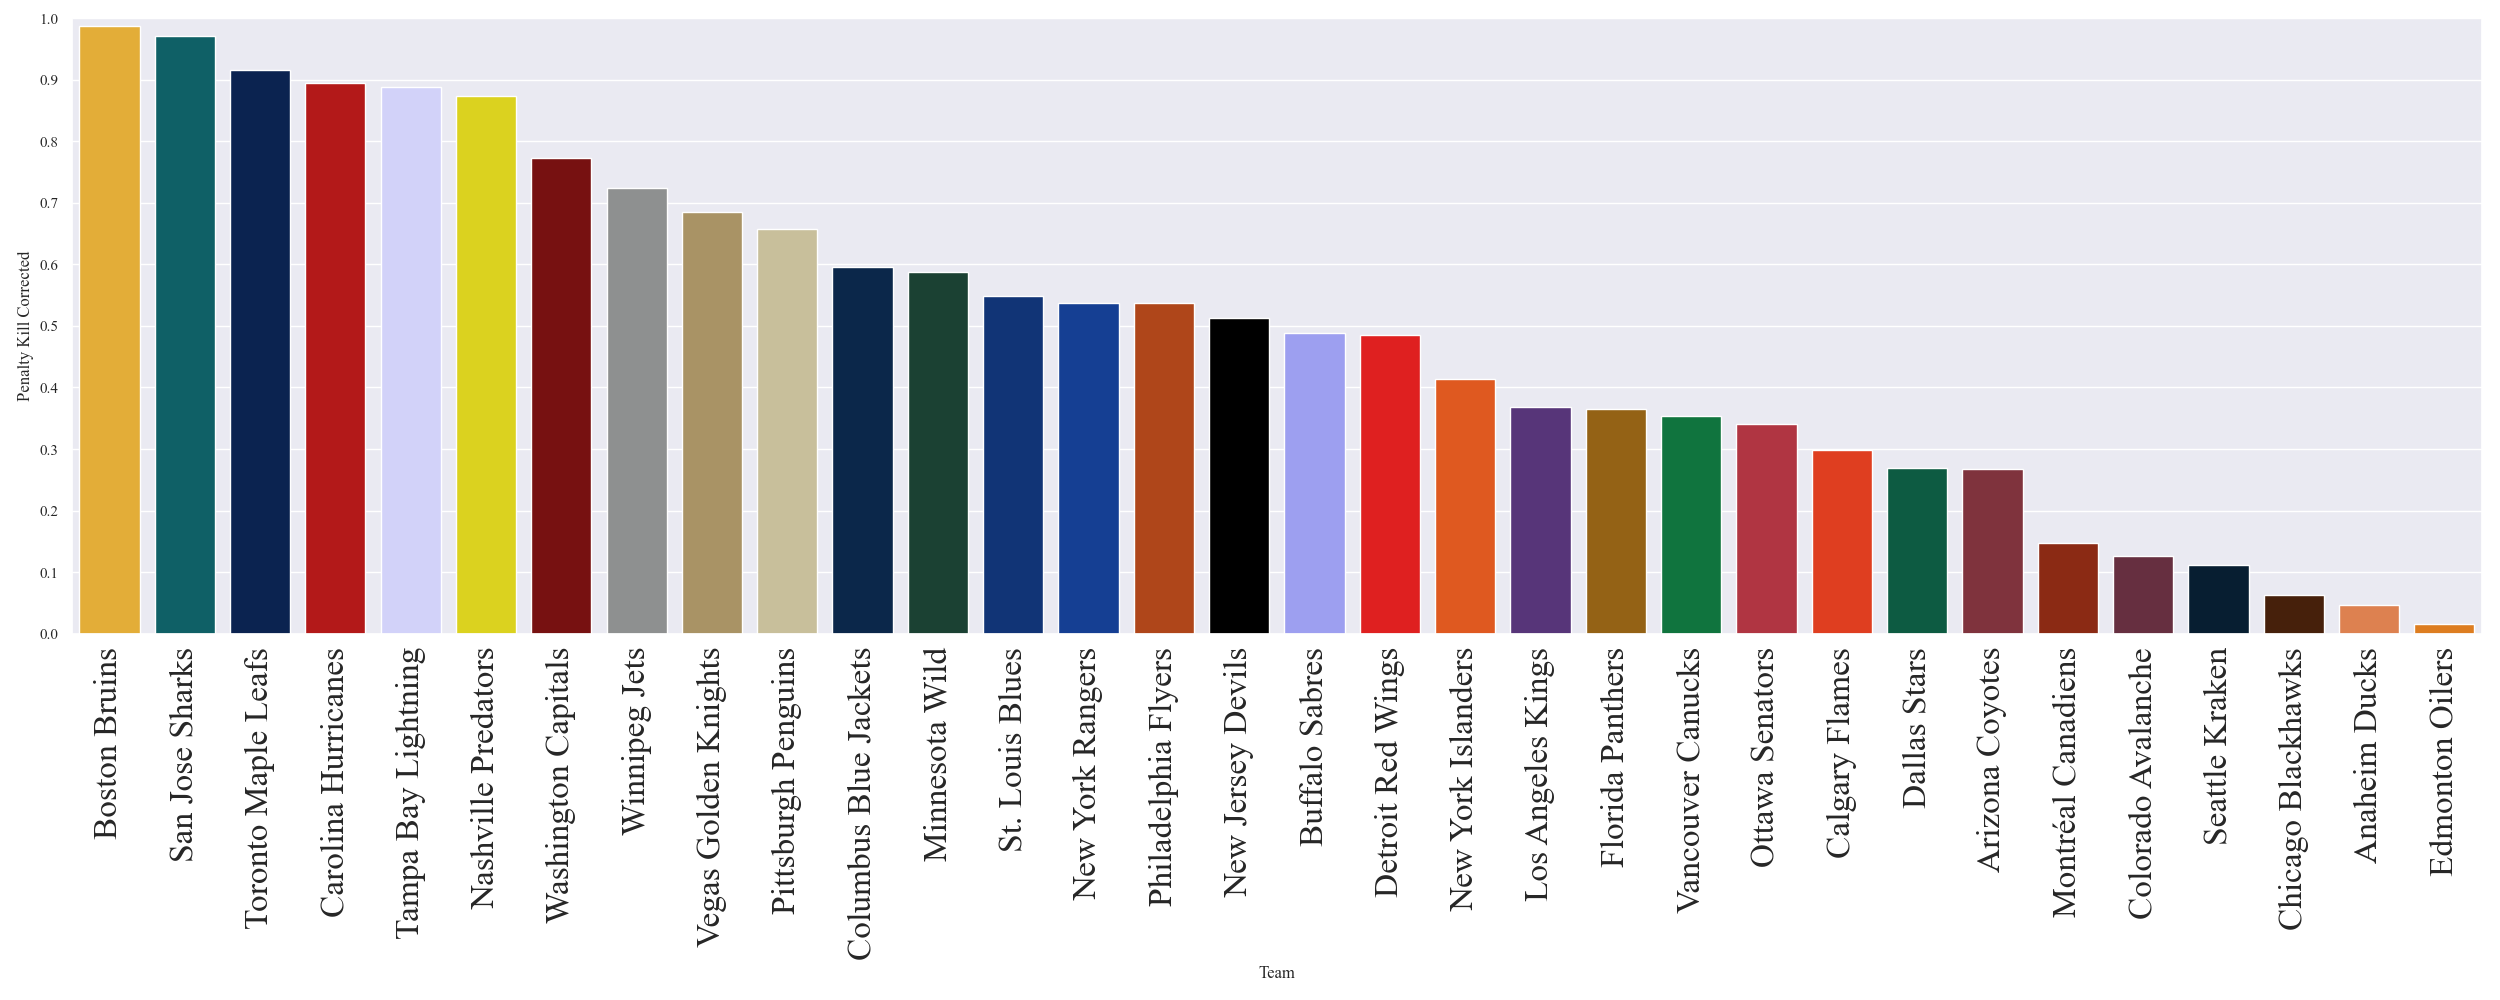 1.0
0.9
0.8
0.7
0.6
0.5
0.4
0.3
0.2
0.1
0.0
Penalty Kill Corrected
Boston Bruins
San Jose Sharks
Toronto Maple Leafs
Carolina Hurricanes
Tampa Bay Lightning
Nashville Predators
Washington Capitals
Winnipeg Jets
Vegas Golden Knights
Pittsburgh Penguins
Columbus Blue Jackets
Minnesota Wild
St. Louis Blues
New York Rangers
Philadelphia Flyers
New Jersey Devils
Buffalo Sabres
Detroit Red Wings
New York Islanders
Los Angeles Kings
Florida Panthers
Vancouver Canucks
Ottawa Senators
Calgary Flames
Dallas Stars
Arizona Coyotes
Montréal Canadiens
Colorado Avalanche
Seattle Kraken
Chicago Blackhawks
Anaheim Ducks
Edmonton Oilers
Team